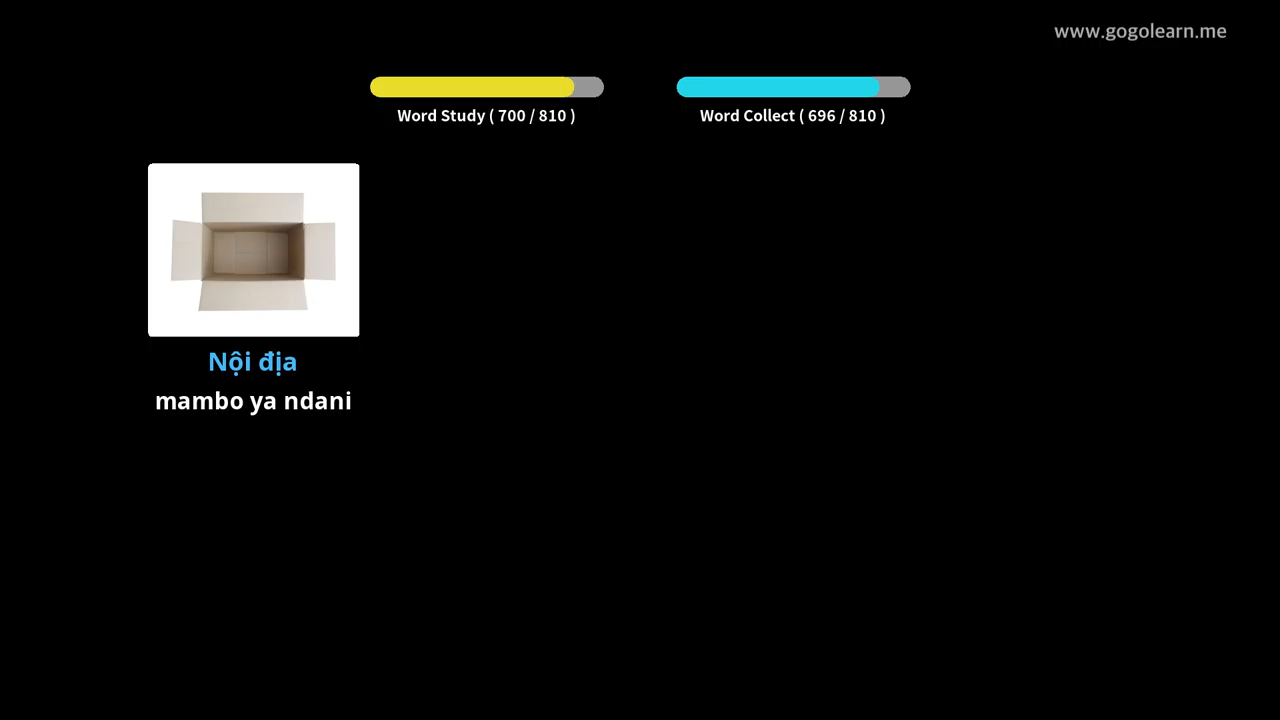 www.gogolearn.me
Word Study ( 700 / 810 )
Word Collect ( 696 / 810 )
Nội địa
mambo ya ndani